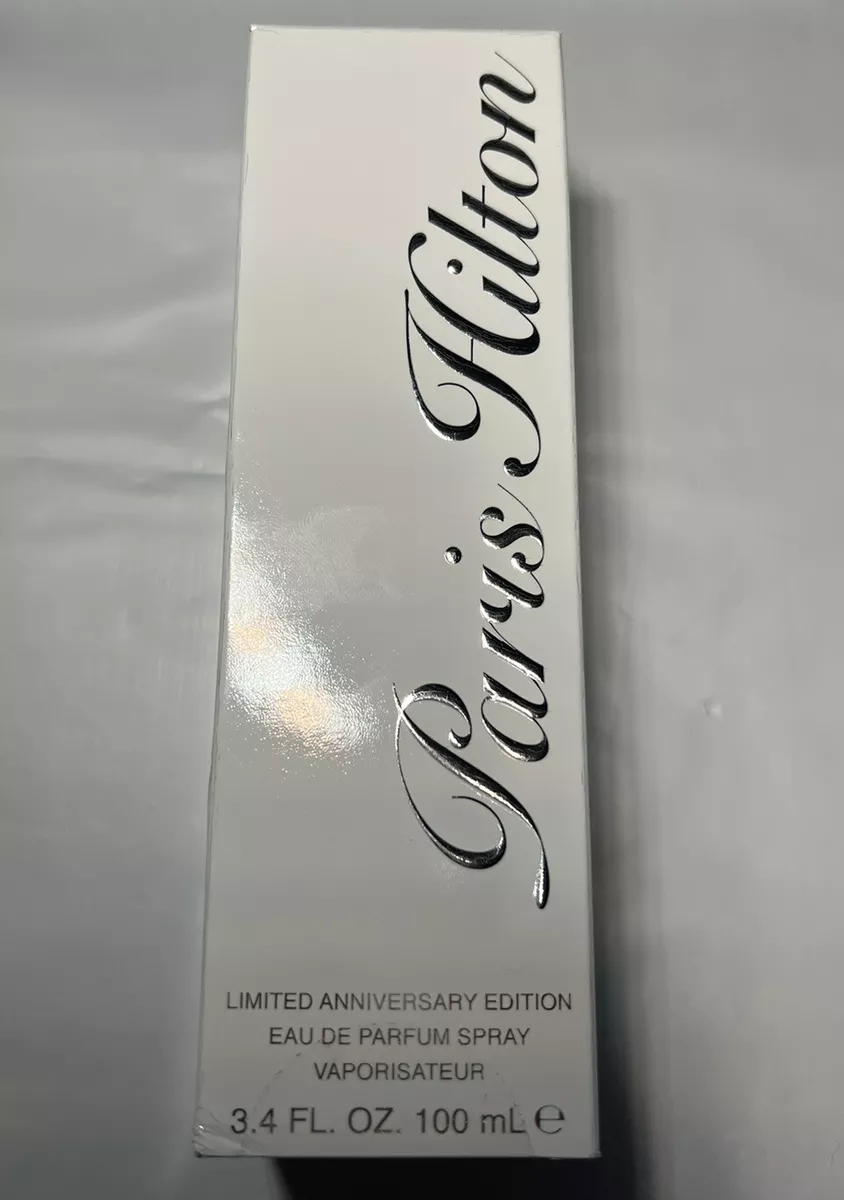 Paris Hilton
LIMITED ANNIVERSARY EDITION
EAU DE PARFUM SPRAY
VAPORISATEUR
3.4 FL. OZ. 100 mL ℮